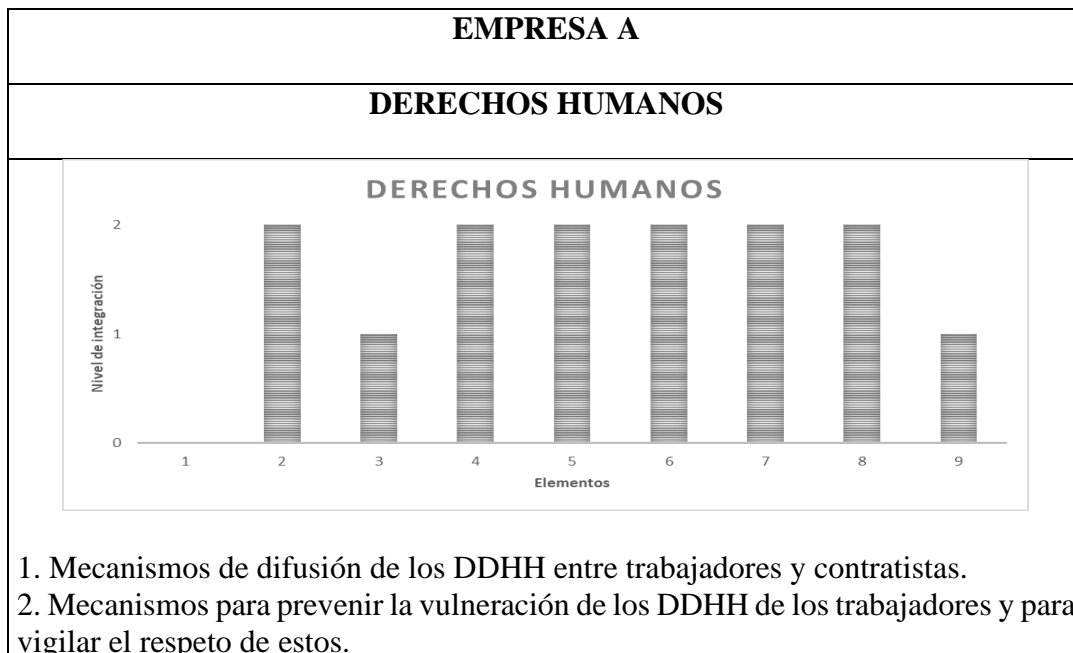 EMPRESA A
DERECHOS HUMANOS
DERECHOS HUMANOS
2
1
0
Nivel de integración
1 2 3 4 5 6 7 8 9
Elementos
1. Mecanismos de difusión de los DDHH entre trabajadores y contratistas.
2. Mecanismos para prevenir la vulneración de los DDHH de los trabajadores y para
vigilar el respeto de estos.